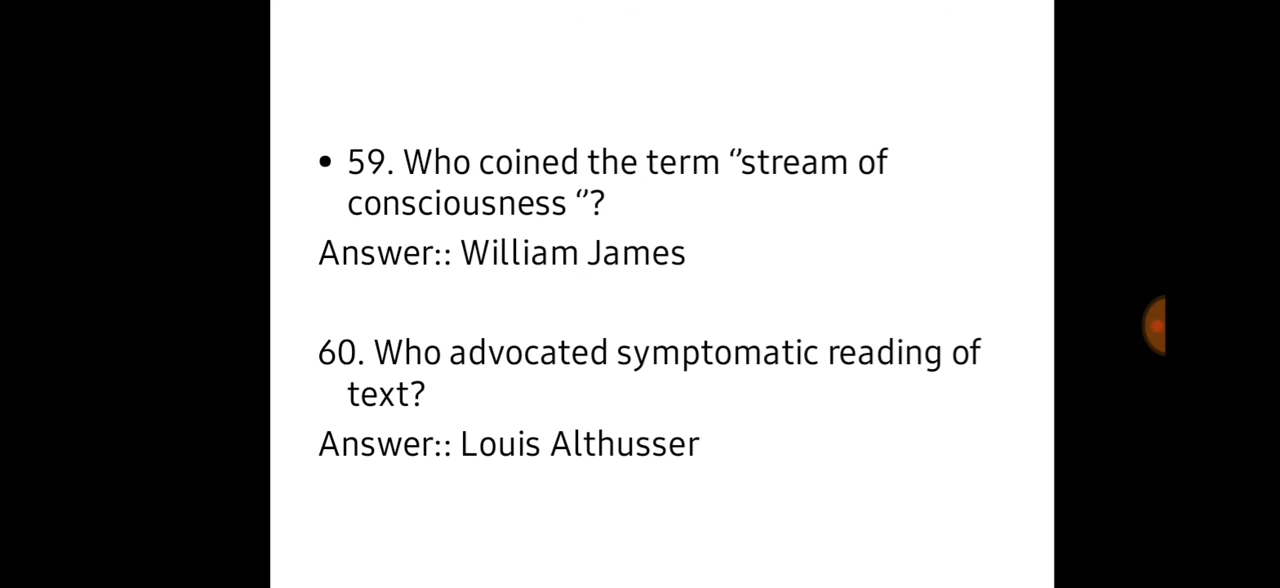 • 59. Who coined the term “stream of
consciousness “?
Answer:: William James
60. Who advocated symptomatic reading of
text?
Answer:: Louis Althusser